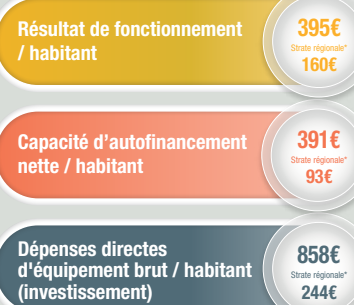 Résultat de fonctionnement
/ habitant
395€
Strate régionale*
160€
Capacité d'autofinancement
nette / habitant
391€
Strate régionale*
93€
Dépenses directes
d'équipement brut / habitant
(investissement)
858€
Strate régionale*
244€